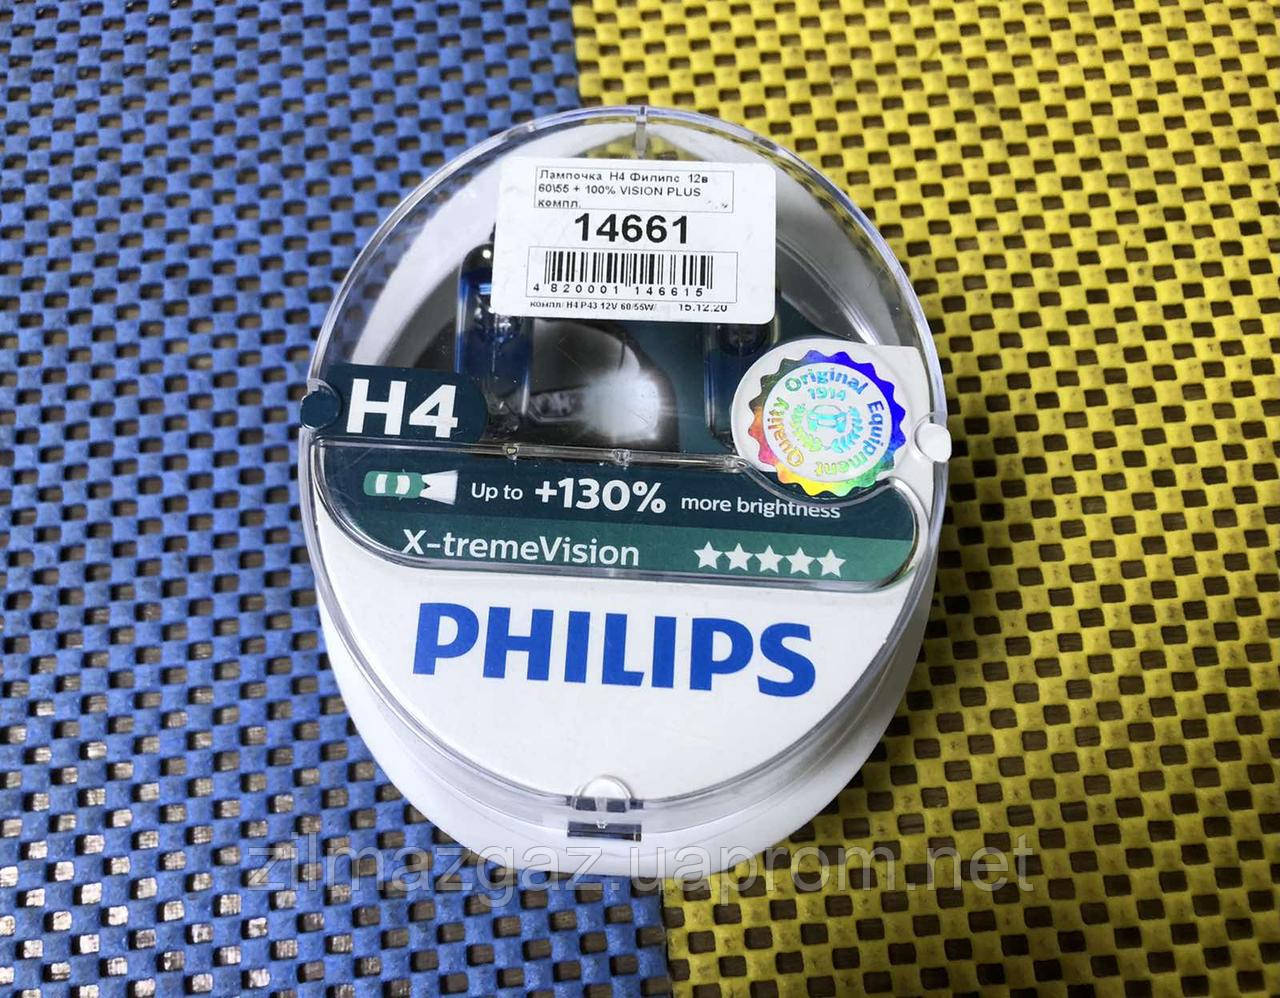 Лампочка H4 Филипс 12в
60\55 + 100% VISION PLUS
компл.
14661
4 820001 146615
компл/ H4 P43 12V 60/55W/ 15.12.20
H4
Original Equipment Quality
1914
Up to +130% more brightness
X-tremeVision
PHILIPS
zilmazgaz.uaprom.net